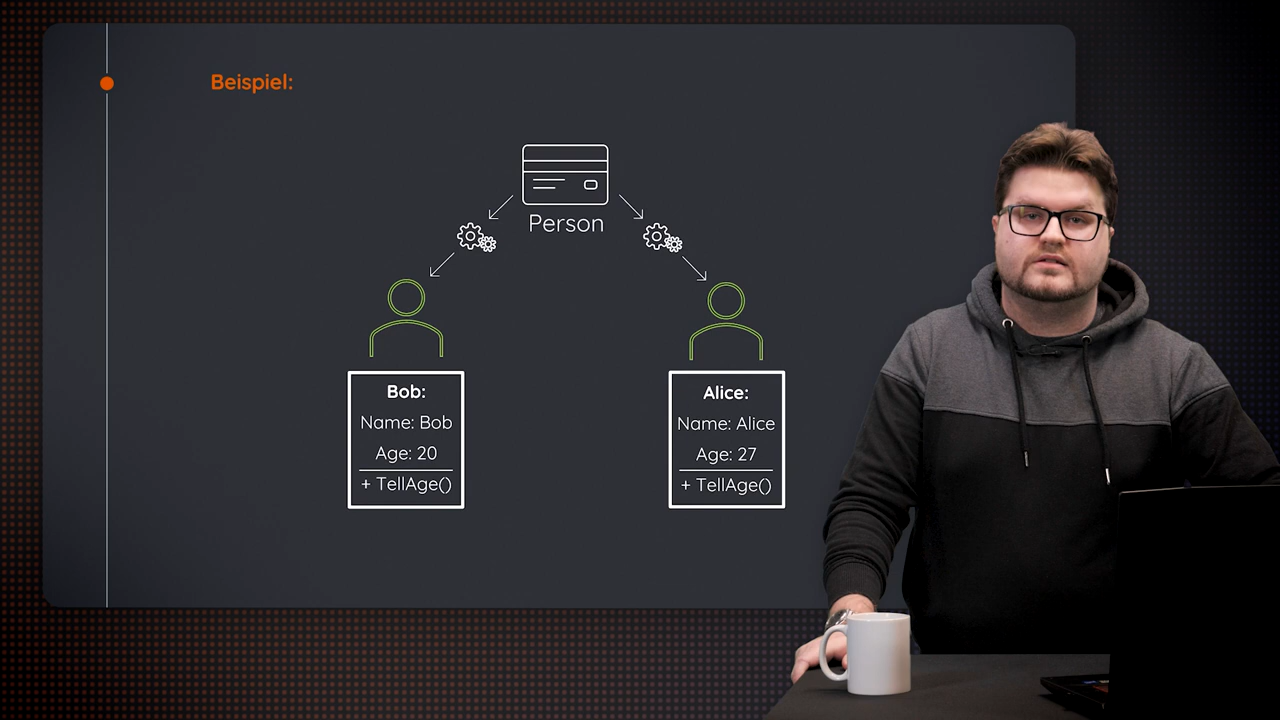 Beispiel:
Person
Bob:
Name: Bob
Age: 20
+ TellAge()
Alice:
Name: Alice
Age: 27
+ TellAge()